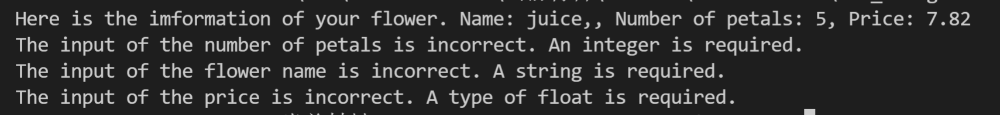 Here is the imformation of your flower. Name: juice,, Number of petals: 5, Price: 7.82
The input of the number of petals is incorrect. An integer is required.
The input of the flower name is incorrect. A string is required.
The input of the price is incorrect. A type of float is required.